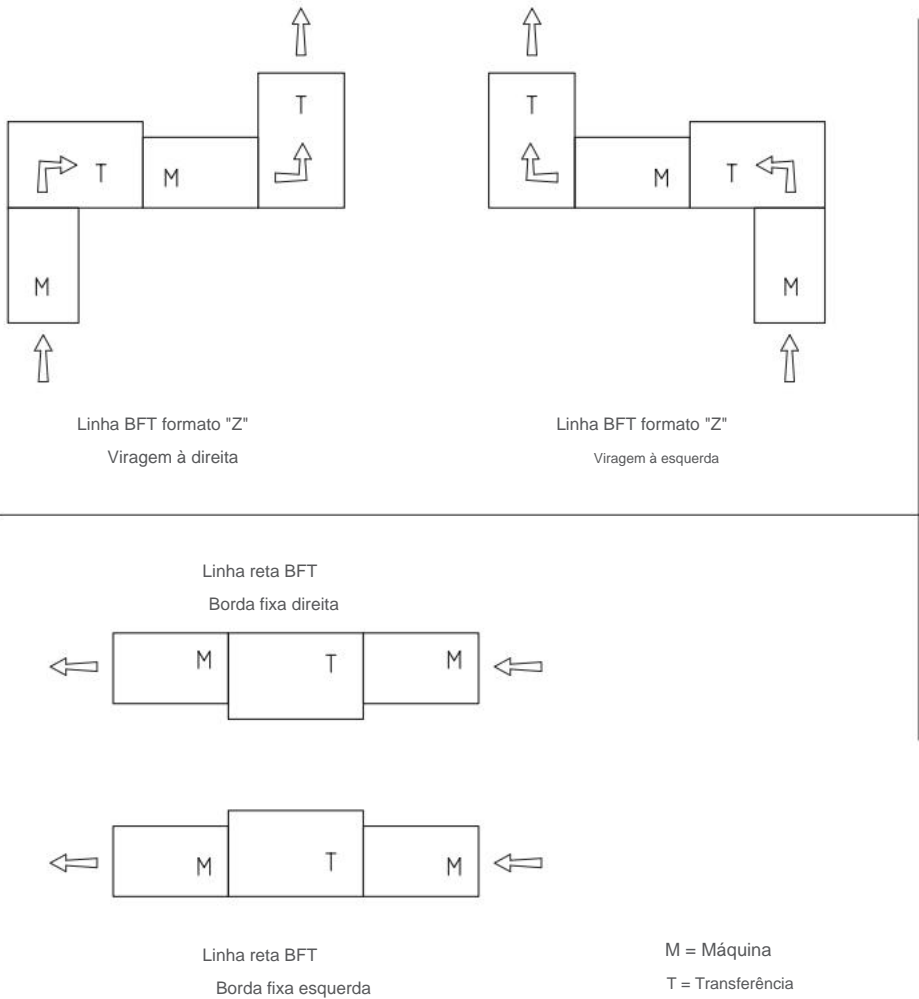 T
T
T
M
M
T
M
M
Linha BFT formato "Z"
Viragem à direita
Linha BFT formato "Z"
Viragem à esquerda
Linha reta BFT
Borda fixa direita
M
T
M
M
T
M
Linha reta BFT
Borda fixa esquerda
M = Máquina
T = Transferência